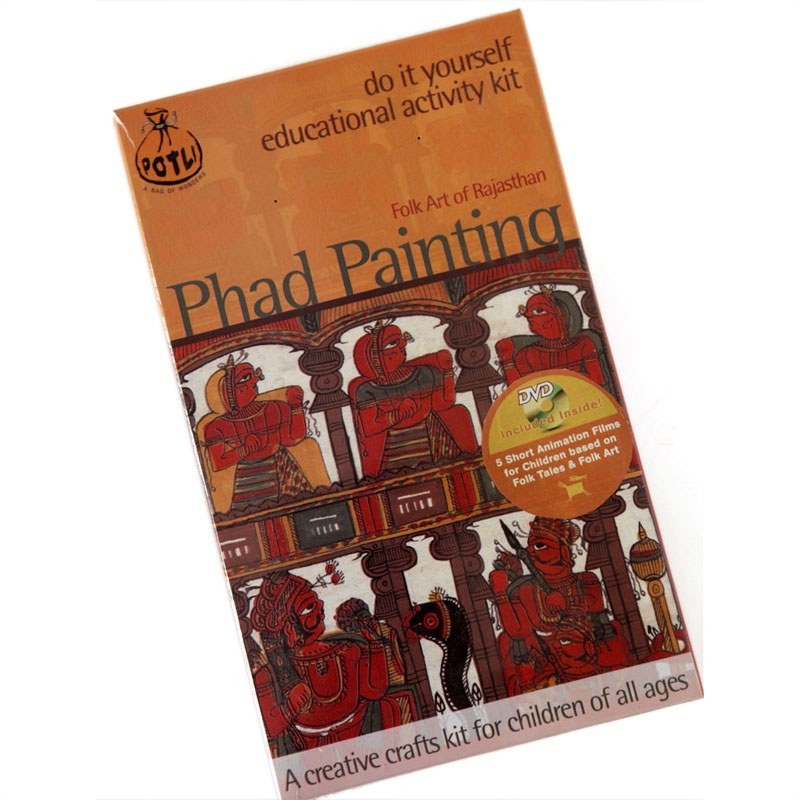 POTLI
A BAG OF WONDERS
do it yourself
educational activity kit
Folk Art of Rajasthan
Phad Painting
DVD
included Inside!
5 Short Animation Films
for Children based on
Folk Tales & Folk Art
A creative crafts kit for children of all ages